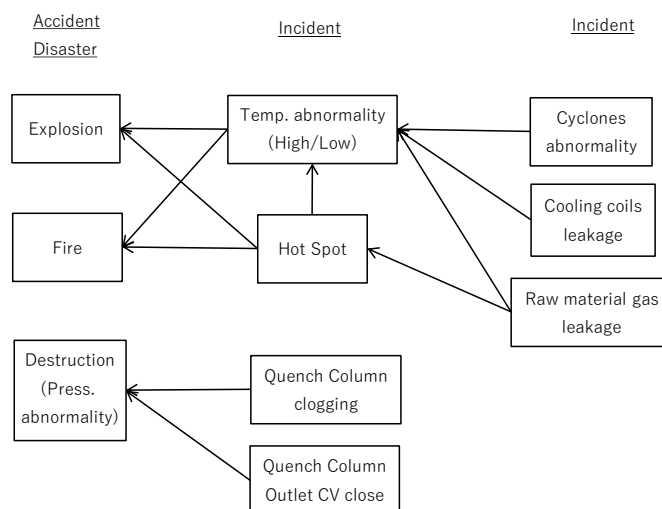 Accident
Disaster
Incident
Incident
Explosion
Temp. abnormality
(High/Low)
Cyclones
abnormality
Cooling coils
leakage
Fire
Hot Spot
Raw material gas
leakage
Destruction
(Press.
abnormality)
Quench Column
clogging
Quench Column
Outlet CV close